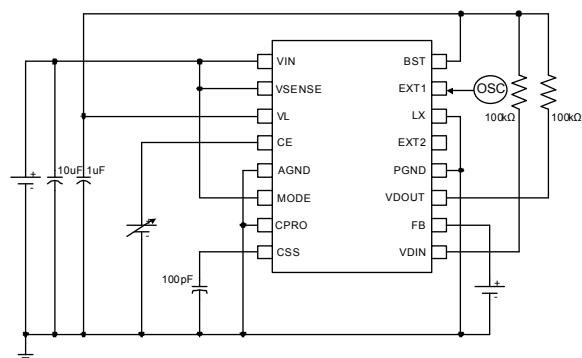 VIN
VSENSE
VL
CE
AGND
MODE
CPRO
CSS
BST
EXT1
LX
EXT2
PGND
VDOUT
FB
VDIN
OSC
100kΩ
100kΩ
10uF
1uF
100pF
+
-
+
-
+
-